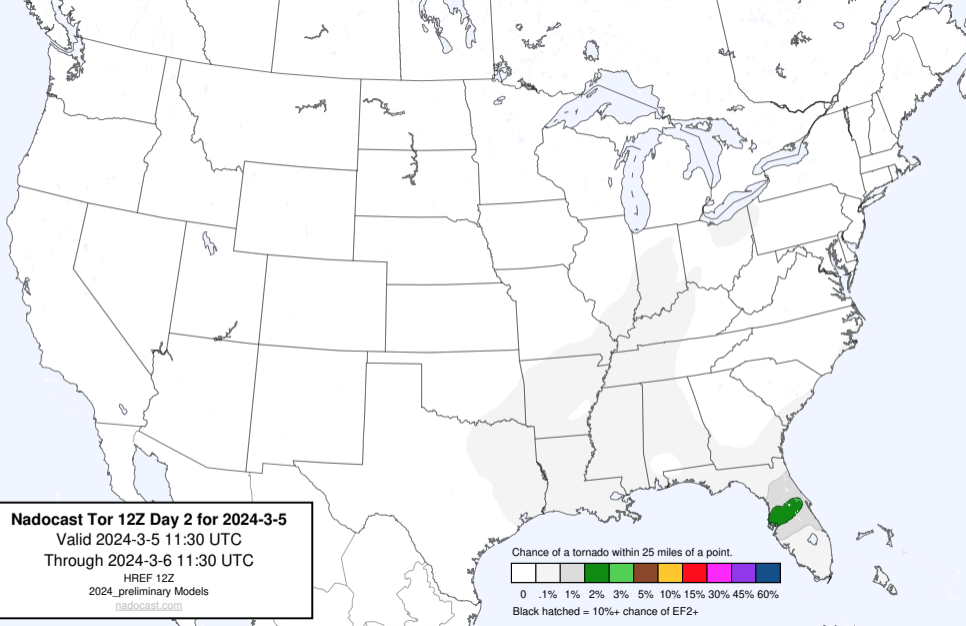 Nadocast Tor 12Z Day 2 for 2024-3-5
Valid 2024-3-5 11:30 UTC
Through 2024-3-6 11:30 UTC
HREF 12Z
2024_preliminary Models
nadocast.com
Chance of a tornado within 25 miles of a point.
0 .1% 1% 2% 3% 5% 10% 15% 30% 45% 60%
Black hatched = 10%+ chance of EF2+